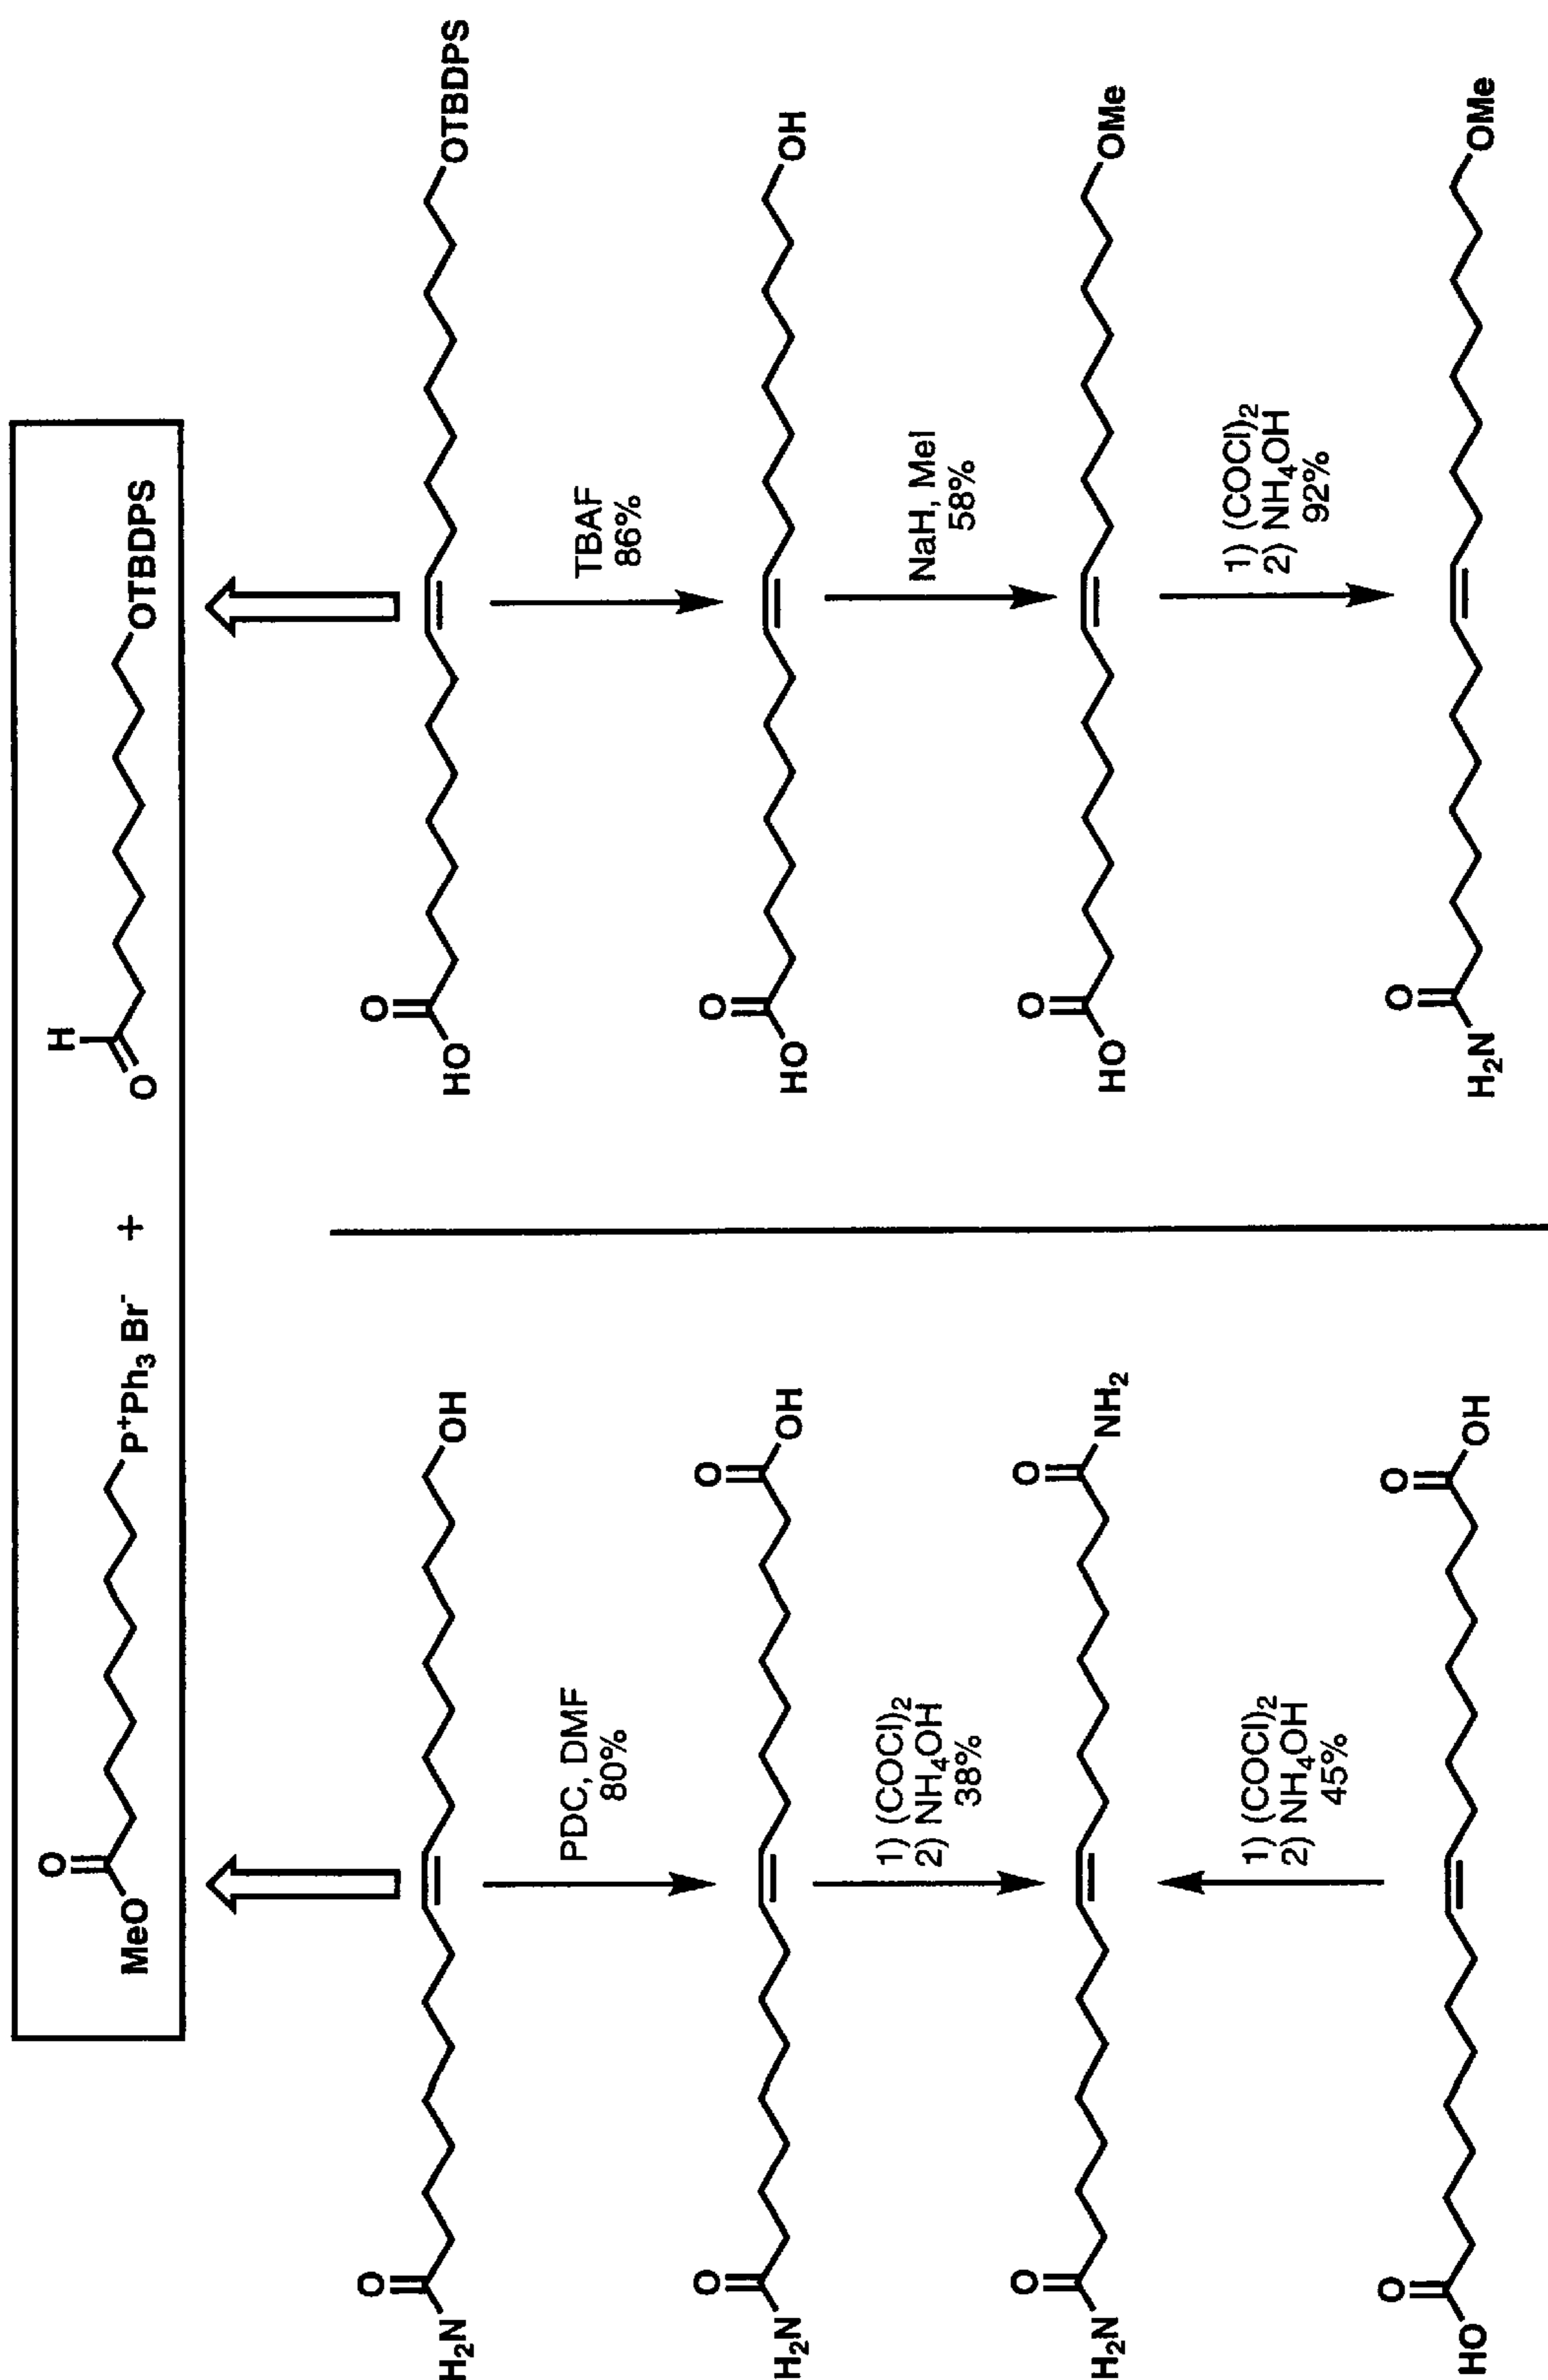 O H
MeO P⁺Ph₃ Br⁻ + O OTBDPS
O O
H₂N OH HO OTBDPS
PDC, DMF
80%
TBAF
86%
O O O
H₂N OH HO OH
1) (COCl)₂
2) NH₄OH
38%
NaH, MeI
58%
O O O
H₂N NH₂ HO OMe
1) (COCl)₂
2) NH₄OH
45%
1) (COCl)₂
2) NH₄OH
92%
O O O
HO OH H₂N OMe